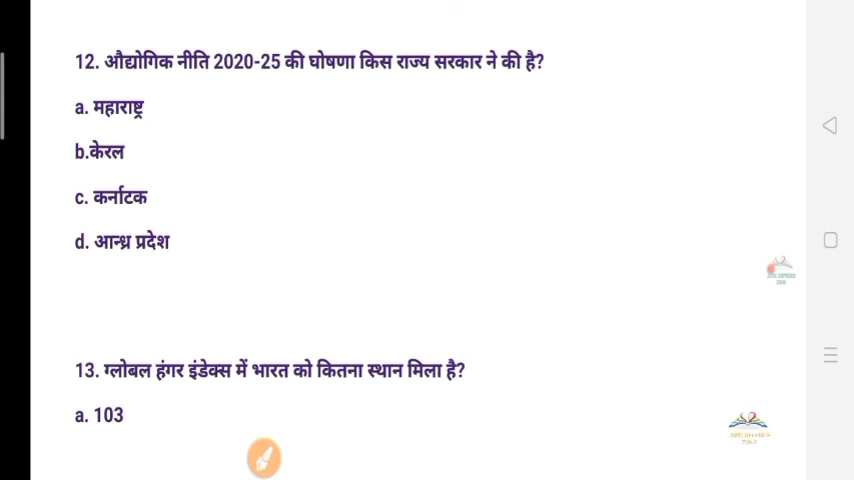 12. औद्योगिक नीति 2020-25 की घोषणा किस राज्य सरकार ने की है?
a. महाराष्ट्र
b.केरल
c. कर्नाटक
d. आन्ध्र प्रदेश
13. ग्लोबल हंगर इंडेक्स में भारत को कितना स्थान मिला है?
a. 103